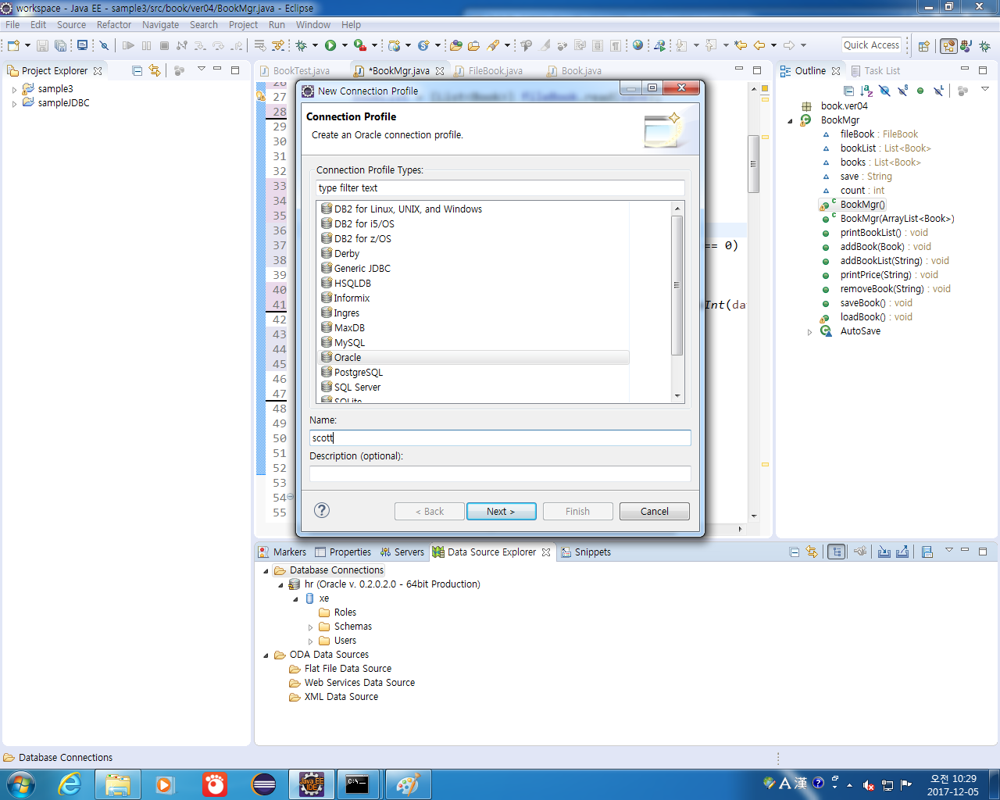 workspace - Java EE - sample3/src/book/ver04/BookMgr.java - Eclipse
File Edit Source Refactor Navigate Search Project Run Window Help
Quick Access
Project Explorer
sample3
sampleJDBC
BookTest.java *BookMgr.java FileBook.java Book.java
26
27
28
29
30
31
32
33
34
35
36
37 == 0)
38
39
40
41 Int(da
42
43
44
45
46
47
48
49
50
51
52
53
54
55
New Connection Profile
Connection Profile
Create an Oracle connection profile.
Connection Profile Types:
type filter text
DB2 for Linux, UNIX, and Windows
DB2 for i5/OS
DB2 for z/OS
Derby
Generic JDBC
HSQLDB
Informix
Ingres
MaxDB
MySQL
Oracle
PostgreSQL
SQL Server
SQLite
Name:
scott
Description (optional):
? < Back Next > Finish Cancel
Outline Task List
book.ver04
BookMgr
fileBook : FileBook
bookList : List<Book>
books : List<Book>
save : String
count : int
BookMgr()
BookMgr(ArrayList<Book>)
printBookList() : void
addBook(Book) : void
addBookList(String) : void
printPrice(String) : void
removeBook(String) : void
saveBook() : void
loadBook() : void
AutoSave
Markers Properties Servers Data Source Explorer Snippets
Database Connections
hr (Oracle v. 0.2.0.2.0 - 64bit Production)
xe
Roles
Schemas
Users
ODA Data Sources
Flat File Data Source
Web Services Data Source
XML Data Source
Database Connections
Java EE IDE
C:\_
A 漢 ?
오전 10:29
2017-12-05